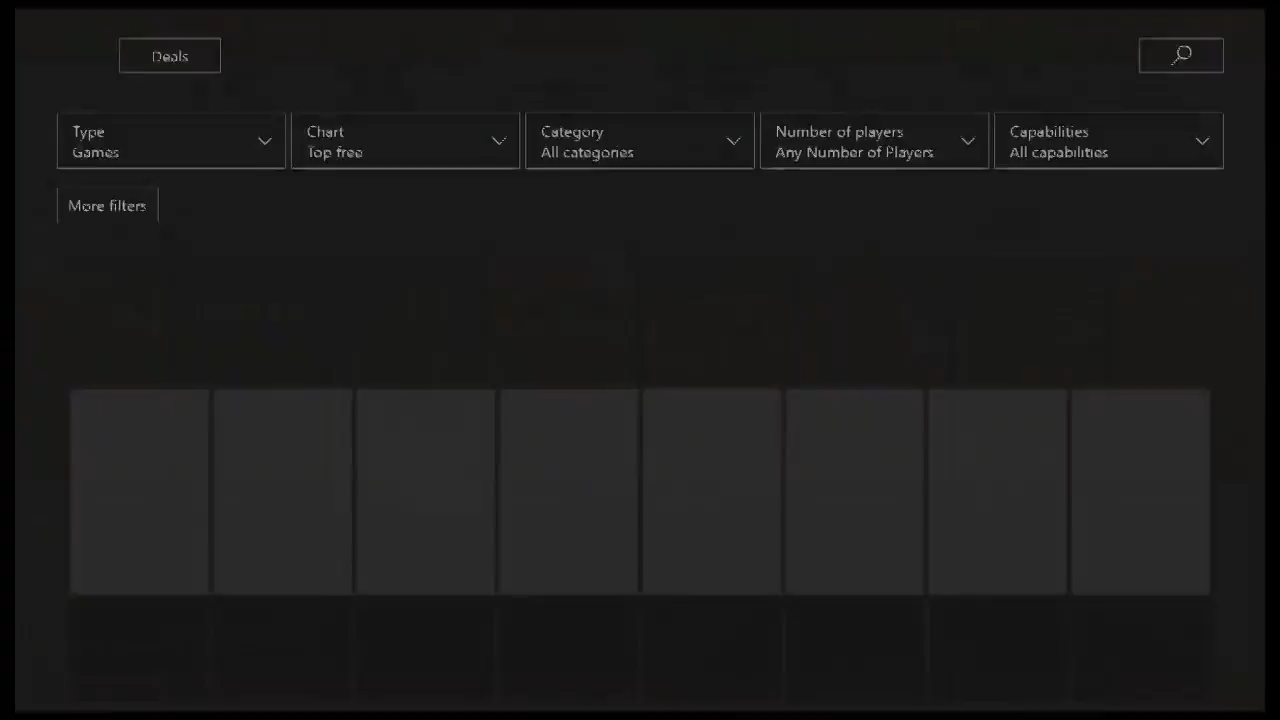 Deals
Type
Games
Chart
Top free
Category
All categories
Number of players
Any Number of Players
Capabilities
All capabilities
More filters